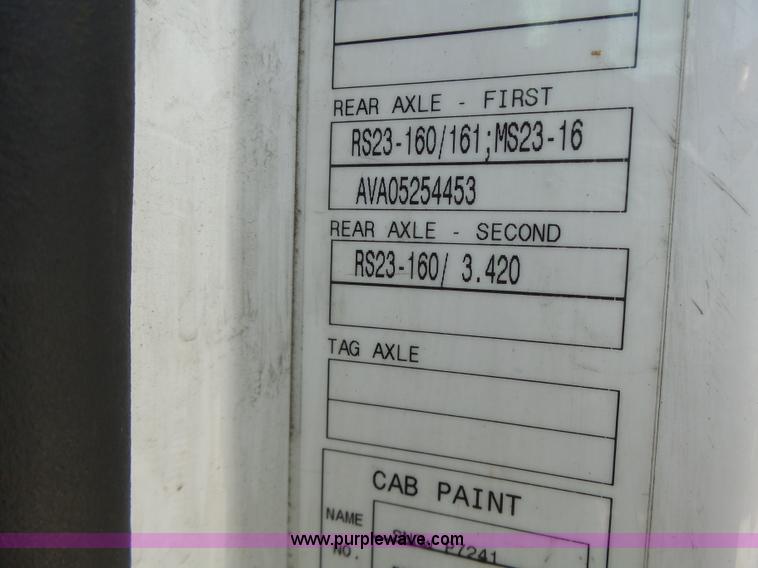 REAR AXLE - FIRST
RS23-160/161;MS23-16
AVA05254453
REAR AXLE - SECOND
RS23-160/ 3.420
TAG AXLE
CAB PAINT
NAME
P7241
NO.
www.purplewave.com